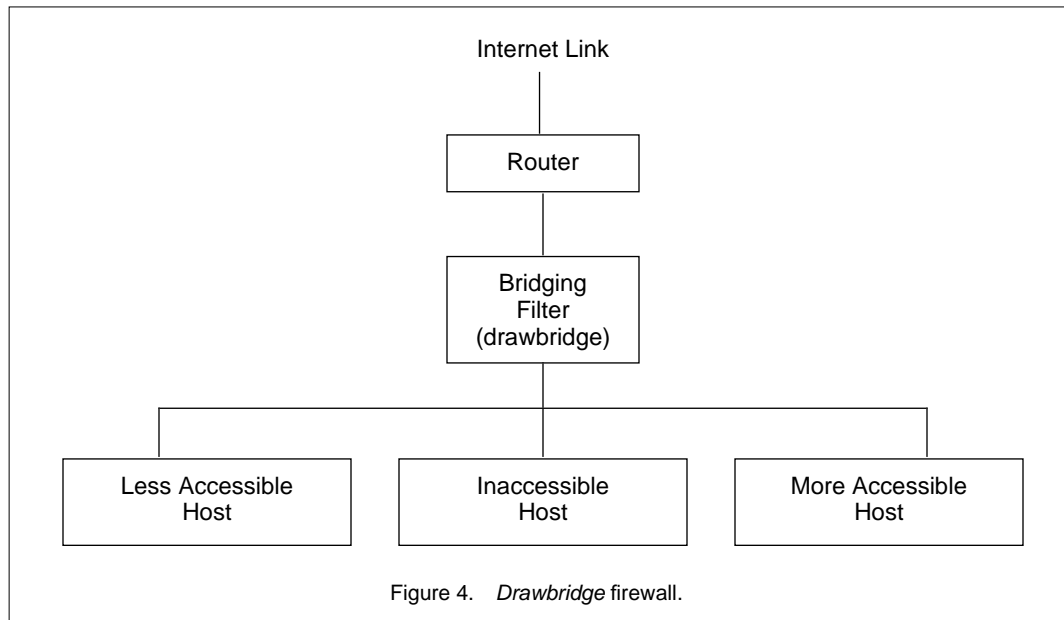 Internet Link
Router
Bridging
Filter
(drawbridge)
Less Accessible
Host
Inaccessible
Host
More Accessible
Host
Figure 4. Drawbridge firewall.